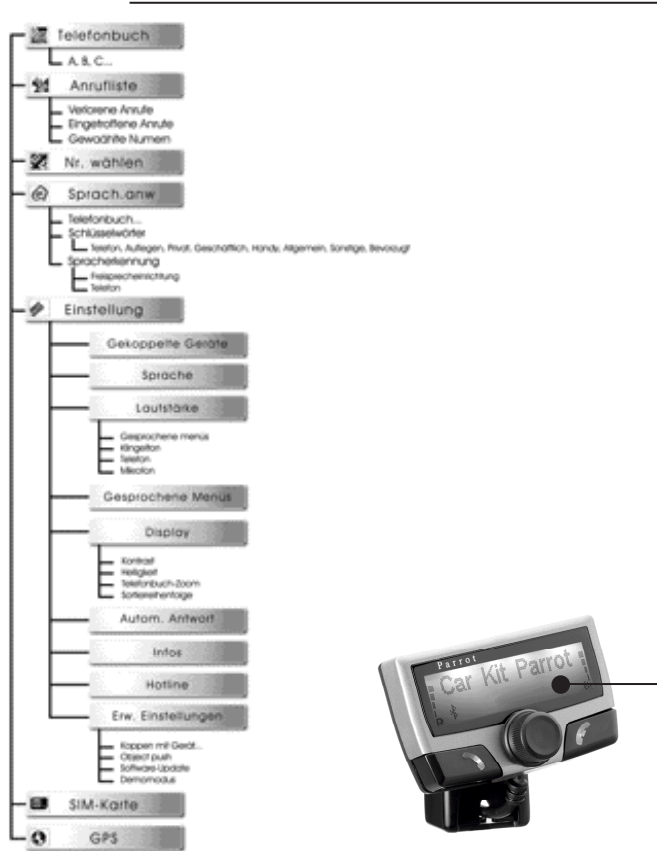 Telefonbuch
A, B, C...
Anrufliste
Verlorene Anrufe
Eingetroffene Anrufe
Gewaählte Numern
Nr. wählen
Sprach.anw
Telefonbuch...
Schlüsselwörter
Telefon, Auflegen, Privat, Geschäftlich, Handy, Allgemein, Sonstige, Bevorzugt
Spracherkennung
Freisprecheinrichtung
Telefon
Einstellung
Gekoppelte Geräte
Sprache
Lautstärke
Gesprochene menüs
Klingelton
Telefon
Mikrofon
Gesprochene Menüs
Display
Kontrast
Helligkeit
Telefonbuch-Zoom
Sortierreihenfolge
Autom. Antwort
Infos
Hotline
Erw. Einstellungen
Koppen mit Gerät...
Object push
Software-Update
Demomodus
SIM-Karte
GPS
Parrot
Car Kit Parrot